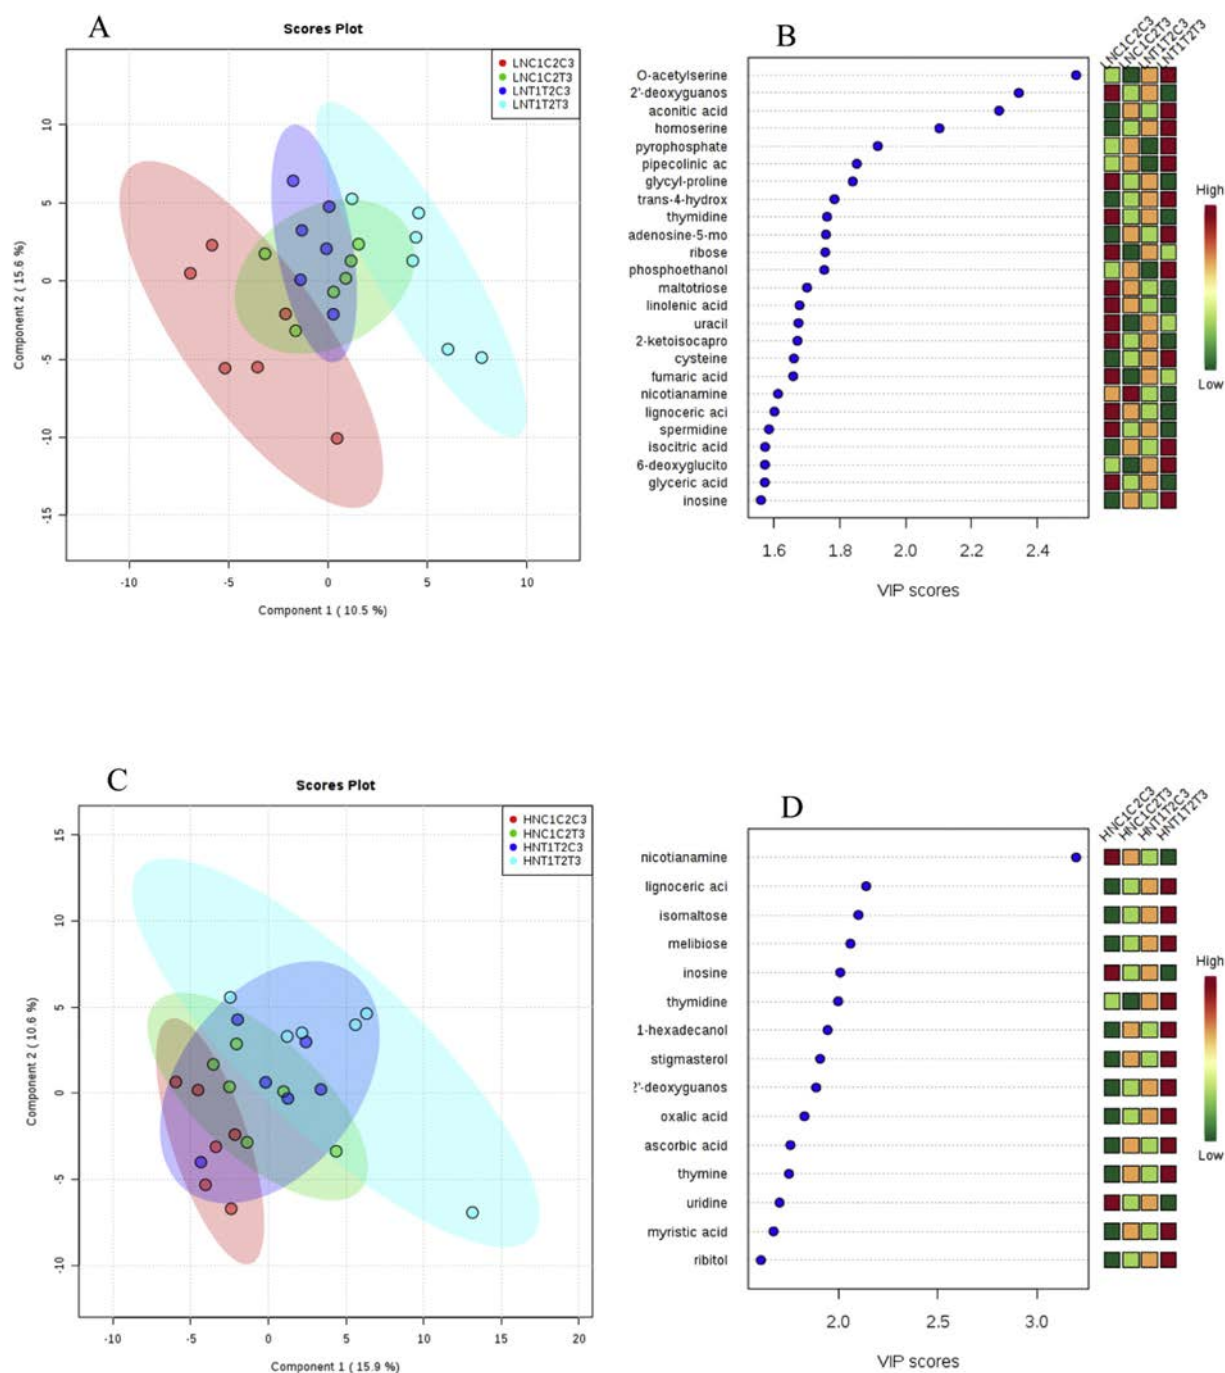 A
Scores Plot
LNC1C2C3
LNC1C2T3
LNT1T2C3
LNT1T2T3
Component 2 ( 15.6 %)
10
5
0
-5
-10
-15
-10
-5
0
5
10
Component 1 ( 10.5 %)
B
LNC1C2C3
LNC1C2T3
LNT1T2C3
LNT1T2T3
O-acetylserine
2'-deoxyguanos
aconitic acid
homoserine
pyrophosphate
pipecolinic ac
glycyl-proline
trans-4-hydrox
thymidine
adenosine-5-mo
ribose
phosphoethanol
maltotriose
linolenic acid
uracil
2-ketoisocapro
cysteine
fumaric acid
nicotianamine
lignoceric aci
spermidine
isocitric acid
6-deoxyglucito
glyceric acid
inosine
High
Low
1.6
1.8
2.0
2.2
2.4
VIP scores
C
Scores Plot
HNC1C2C3
HNC1C2T3
HNT1T2C3
HNT1T2T3
Component 2 ( 10.6 %)
15
10
5
0
-5
-10
-10
-5
0
5
10
15
20
Component 1 ( 15.9 %)
D
HNC1C2C3
HNC1C2T3
HNT1T2C3
HNT1T2T3
nicotianamine
lignoceric aci
isomaltose
melibiose
inosine
thymidine
1-hexadecanol
stigmasterol
2'-deoxyguanos
oxalic acid
ascorbic acid
thymine
uridine
myristic acid
ribitol
High
Low
2.0
2.5
3.0
VIP scores